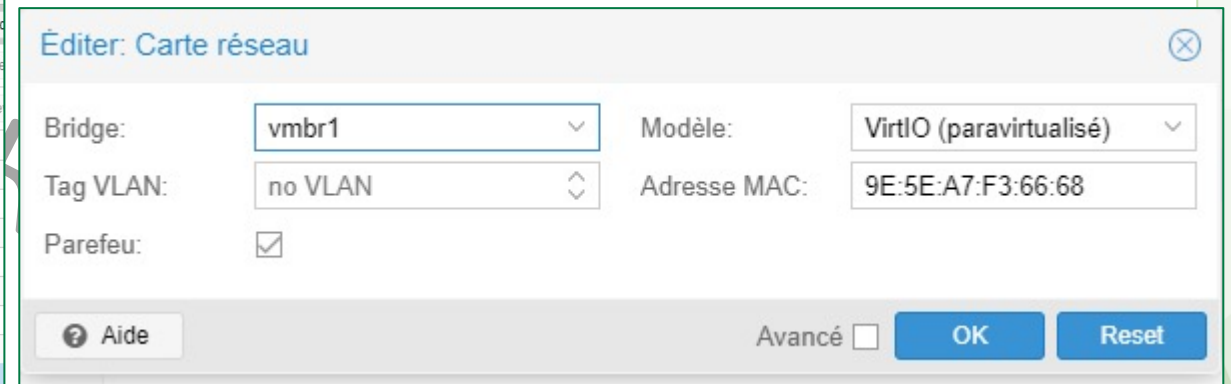 Éditer: Carte réseau
Bridge: vmbr1 Modèle: VirtIO (paravirtualisé)
Tag VLAN: no VLAN Adresse MAC: 9E:5E:A7:F3:66:68
Parefeu:
Aide Avancé OK Reset